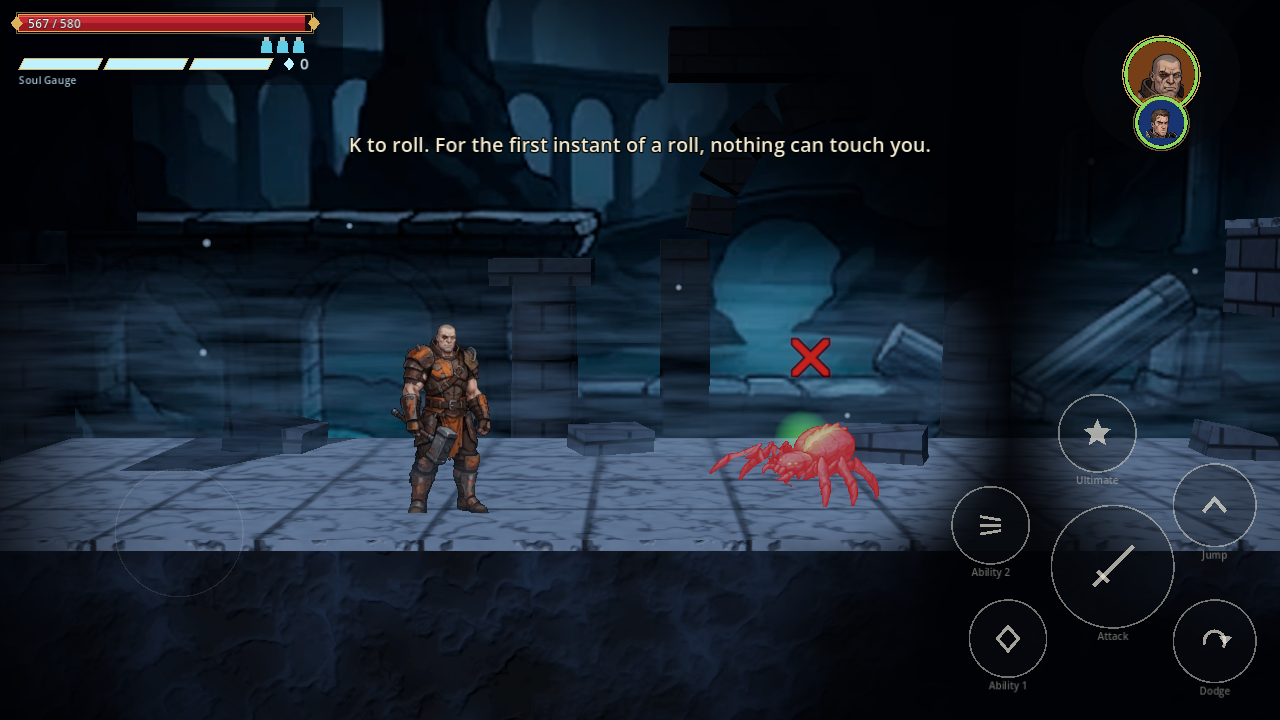 567 / 580
0
Soul Gauge
K to roll. For the first instant of a roll, nothing can touch you.
Ultimate
Jump
Ability 2
Attack
Ability 1
Dodge